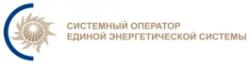 СИСТЕМНЫЙ ОПЕРАТОР
ЕДИНОЙ ЭНЕРГЕТИЧЕСКОЙ СИСТЕМЫ